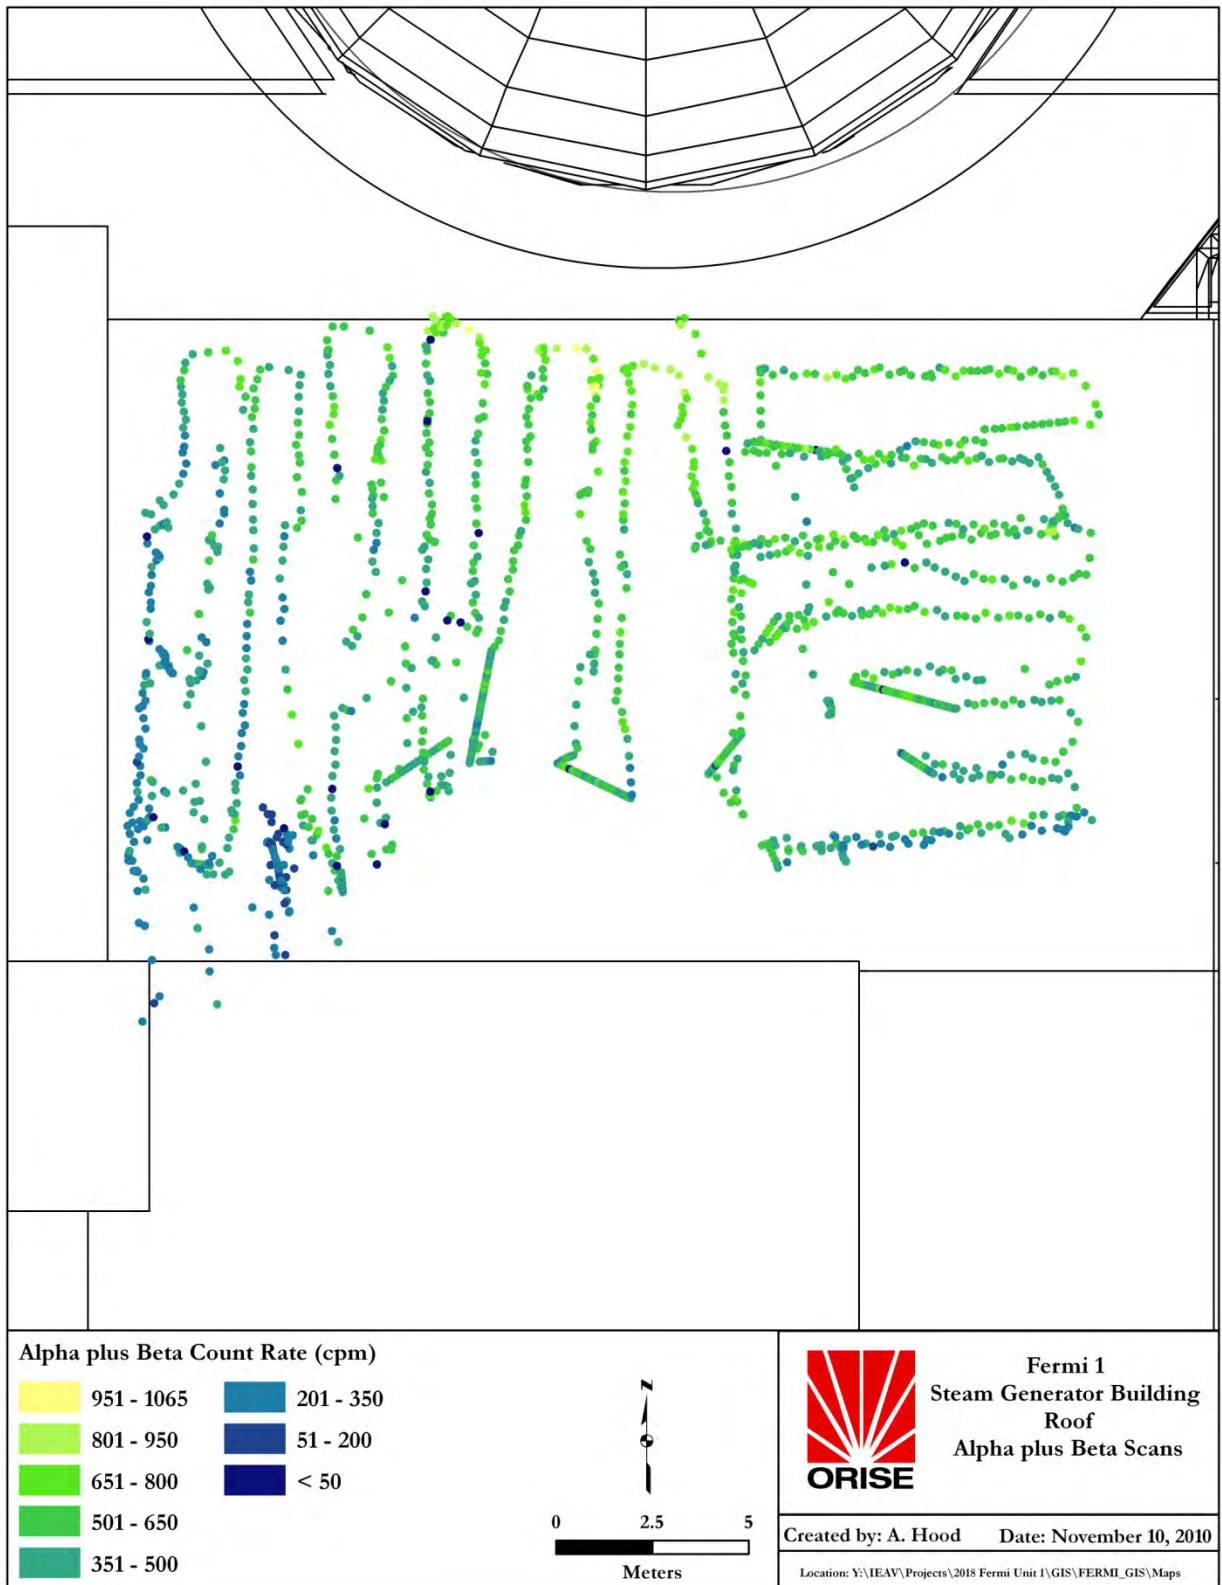 Alpha plus Beta Count Rate (cpm)
951 - 1065
801 - 950
651 - 800
501 - 650
351 - 500
201 - 350
51 - 200
< 50
N
0 2.5 5
Meters
ORISE
Fermi 1
Steam Generator Building
Roof
Alpha plus Beta Scans
Created by: A. Hood Date: November 10, 2010
Location: Y:\IEAV\Projects\2018 Fermi Unit 1\GIS\FERMI_GIS\Maps